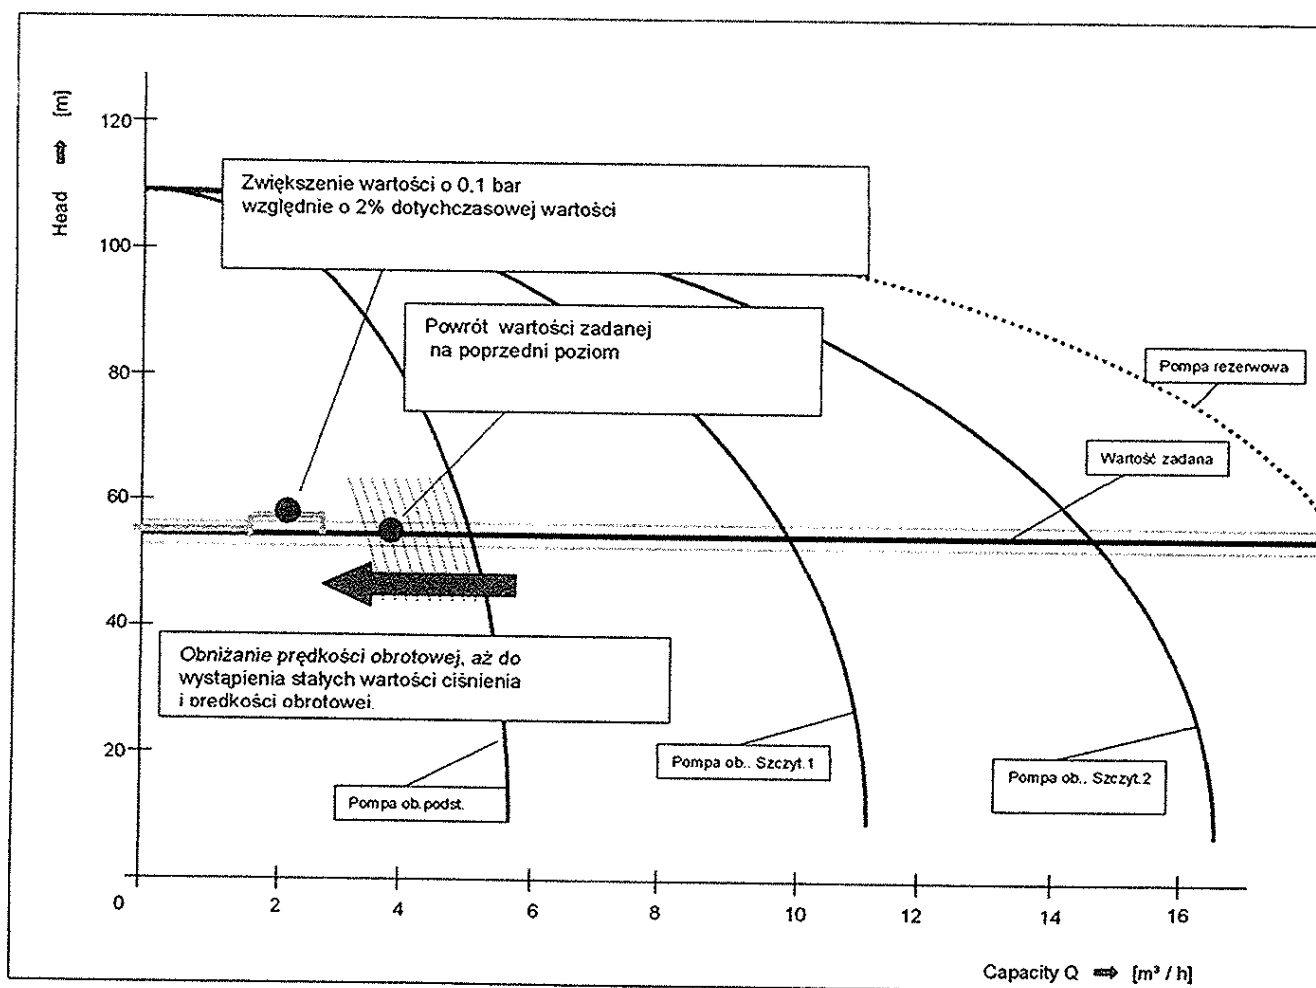 Head ⇒ [m]
120
100
80
60
40
20
0
2
4
6
8
10
12
14
16
Capacity Q ⇒ [m³ / h]
Zwiększenie wartości o 0.1 bar
względnie o 2% dotychczasowej wartości
Powrót wartości zadanej
na poprzedni poziom
Pompa rezerwowa
Wartość zadana
Obniżanie prędkości obrotowej, aż do
wystąpienia stałych wartości ciśnienia
i prędkości obrotowej.
Pompa ob.podst.
Pompa ob.. Szczyt.1
Pompa ob.. Szczyt.2